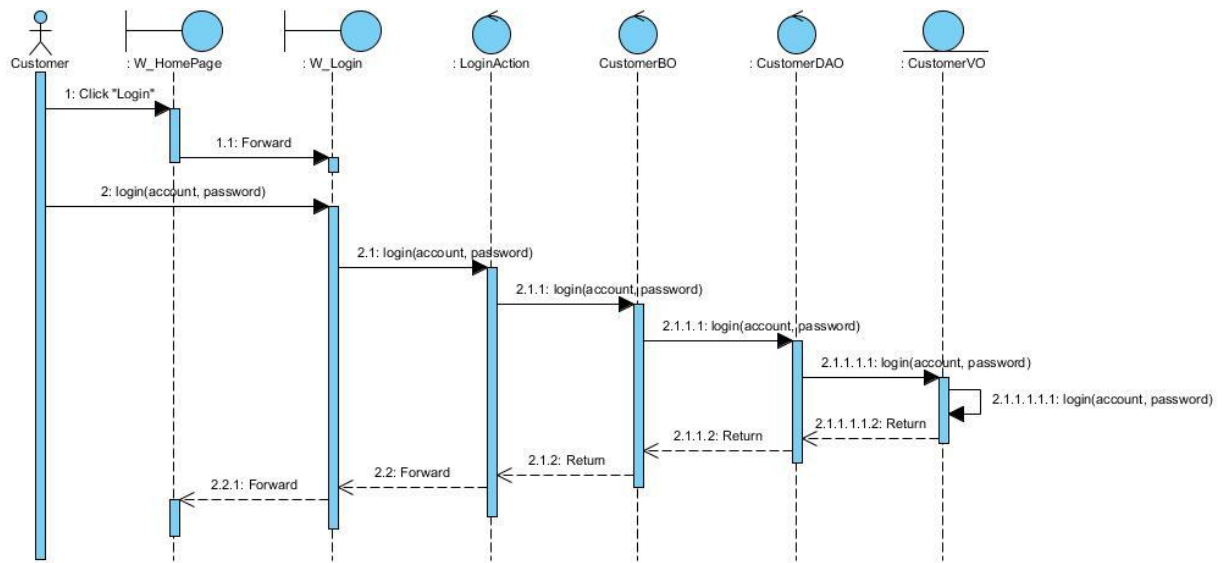 Customer
: W_HomePage
: W_Login
: LoginAction
CustomerBO
: CustomerDAO
: CustomerVO
1: Click "Login"
1.1: Forward
2: login(account, password)
2.1: login(account, password)
2.1.1: login(account, password)
2.1.1.1: login(account, password)
2.1.1.1.1: login(account, password)
2.1.1.1.1.1: login(account, password)
2.1.1.1.1.2: Return
2.1.1.2: Return
2.1.2: Return
2.2: Forward
2.2.1: Forward